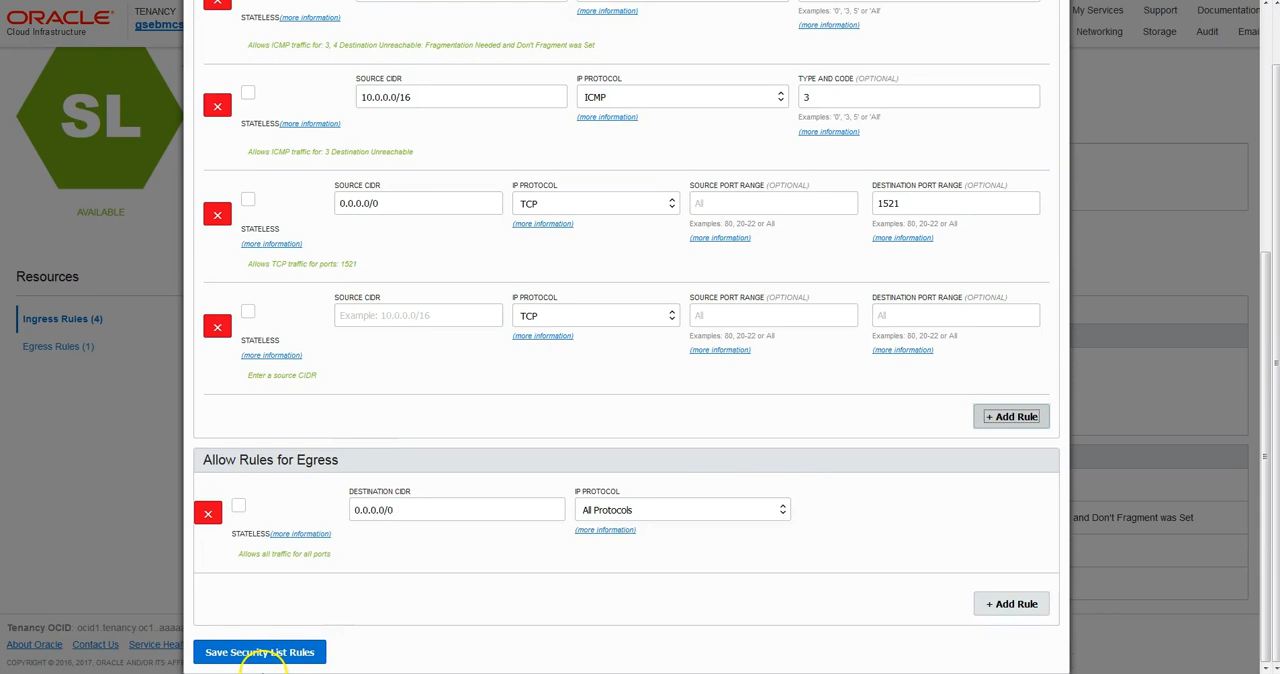 ORACLE
Cloud Infrastructure
TENANCY
gsebmcs
My Services
Support
Documentation
Networking
Storage
Audit
STATELESS(more information)
(more information)
Examples: '0', '3, 5' or 'All'
(more information)
Allows ICMP traffic for: 3, 4 Destination Unreachable: Fragmentation Needed and Don't Fragment was Set
SL
AVAILABLE
SOURCE CIDR
IP PROTOCOL
TYPE AND CODE (OPTIONAL)
×
10.0.0.0/16
ICMP
3
(more information)
Examples: '0', '3, 5' or 'All'
STATELESS(more information)
(more information)
Allows ICMP traffic for: 3 Destination Unreachable
SOURCE CIDR
IP PROTOCOL
SOURCE PORT RANGE (OPTIONAL)
DESTINATION PORT RANGE (OPTIONAL)
×
0.0.0.0/0
TCP
All
1521
STATELESS
(more information)
Examples: 80, 20-22 or All
Examples: 80, 20-22 or All
(more information)
(more information)
(more information)
Allows TCP traffic for ports: 1521
SOURCE CIDR
IP PROTOCOL
SOURCE PORT RANGE (OPTIONAL)
DESTINATION PORT RANGE (OPTIONAL)
×
Example: 10.0.0.0/16
TCP
All
All
STATELESS
(more information)
Examples: 80, 20-22 or All
Examples: 80, 20-22 or All
(more information)
(more information)
(more information)
Enter a source CIDR
+ Add Rule
Resources
Ingress Rules (4)
Egress Rules (1)
Allow Rules for Egress
DESTINATION CIDR
IP PROTOCOL
×
0.0.0.0/0
All Protocols
STATELESS(more information)
(more information)
Allows all traffic for all ports
and Don't Fragment was Set
+ Add Rule
Save Security List Rules
Tenancy OCID: ocid1.tenancy.oc1..aaaa
About Oracle
Contact Us
Service
COPYRIGHT © 2016, 2017, ORACLE AND/OR ITS